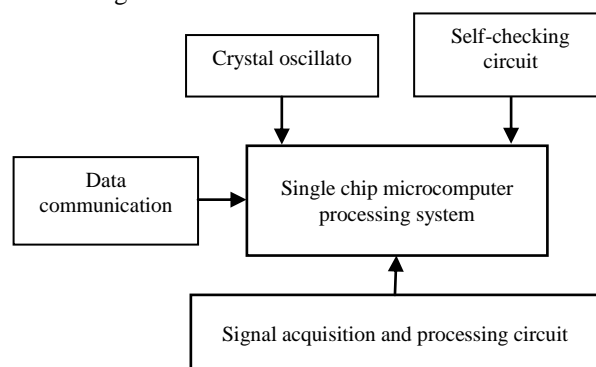 Self-checking
circuit
Crystal oscillato
Data
communication
Single chip microcomputer
processing system
Signal acquisition and processing circuit